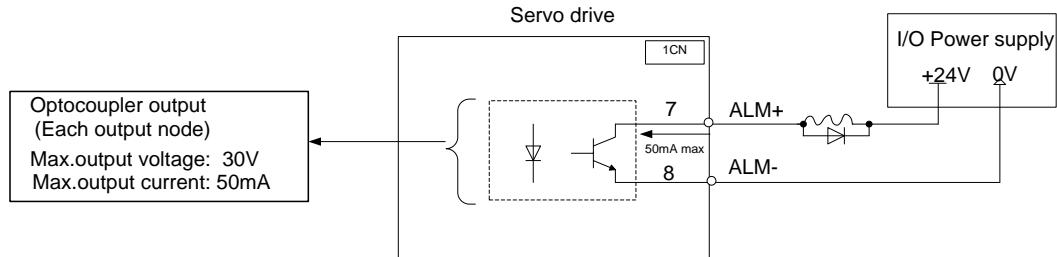 Servo drive
1CN
I/O Power supply
+24V 0V
Optocoupler output
(Each output node)
Max.output voltage: 30V
Max.output current: 50mA
7
ALM+
50mA max
8
ALM-